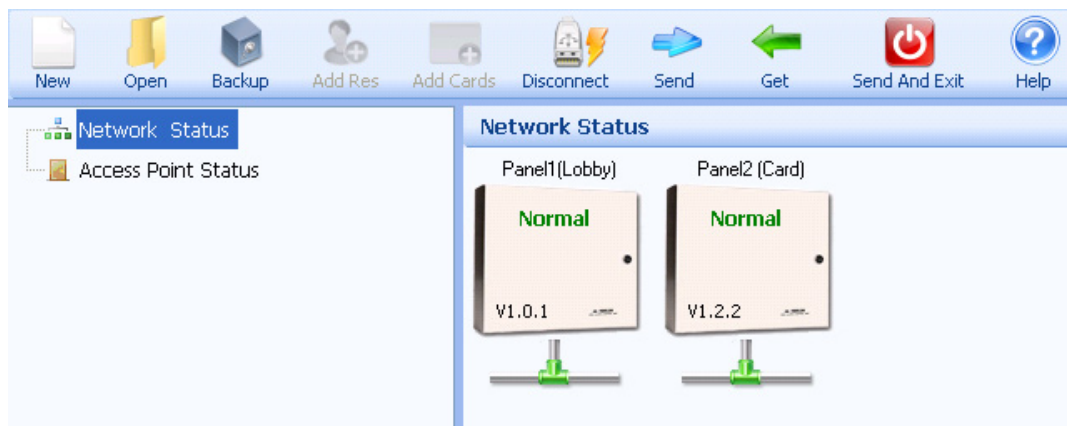 New Open Backup Add Res Add Cards Disconnect Send Get Send And Exit Help
Network Status
Access Point Status
Network Status
Panel1(Lobby) Panel2 (Card)
Normal Normal
V1.0.1 V1.2.2